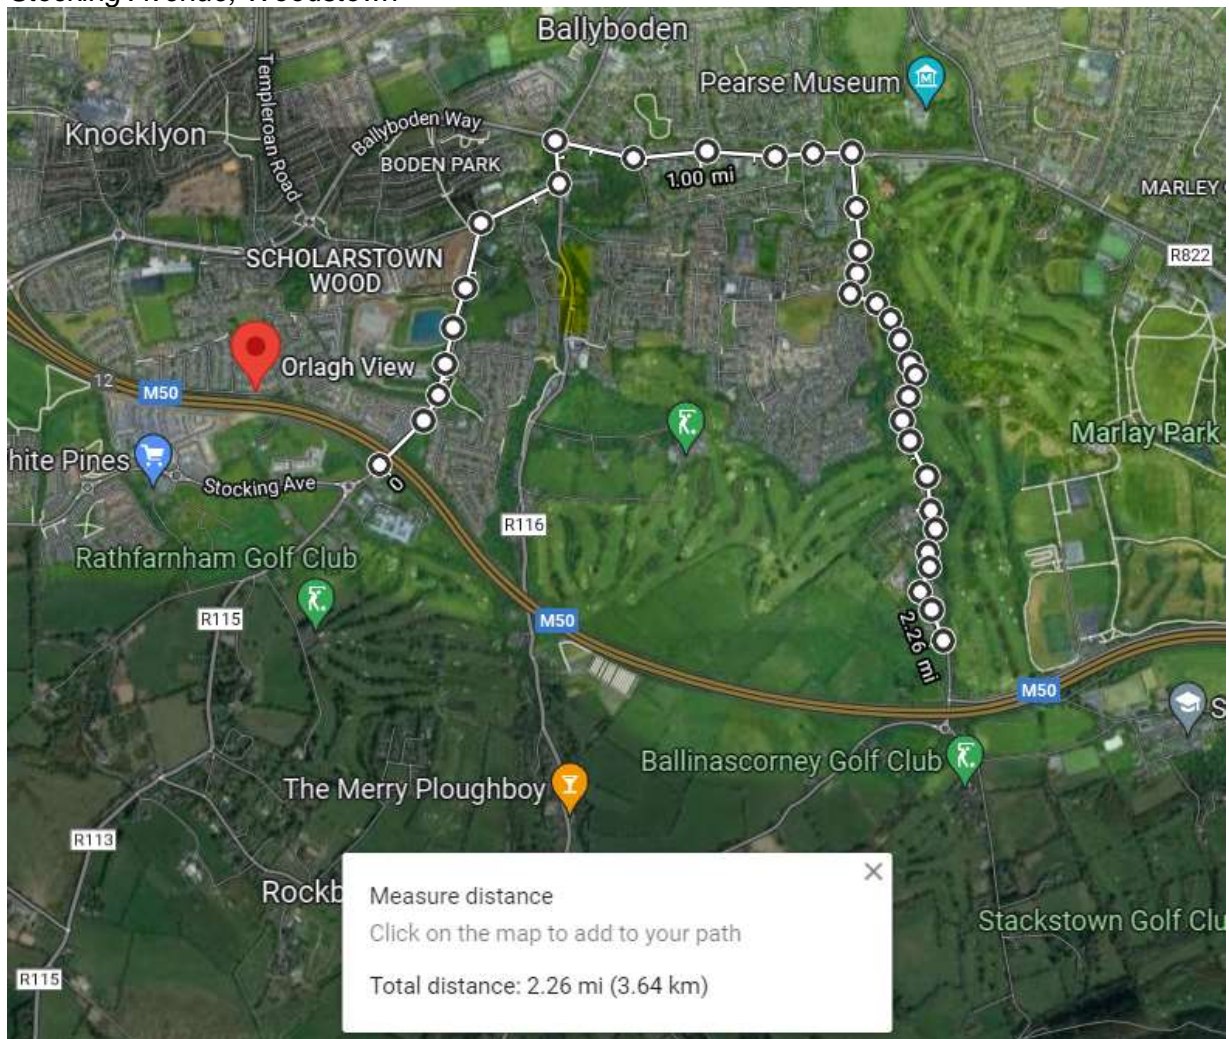 Stocking Avenue, Woodstown
Ballyboden
Pearse Museum
Knocklyon
Templeroan Road
Ballyboden Way
BODEN PARK
1.00 mi
MARLEY
SCHOLARSTOWN
WOOD
R822
Orlagh View
12
M50
Marlay Park
hite Pines
Stocking Ave
0
R116
Rathfarnham Golf Club
R115
M50
2.26 mi
M50
S
Ballinascorney Golf Club
The Merry Ploughboy
R113
Rockb
Measure distance
Click on the map to add to your path
Total distance: 2.26 mi (3.64 km)
Stackstown Golf Clu
R115